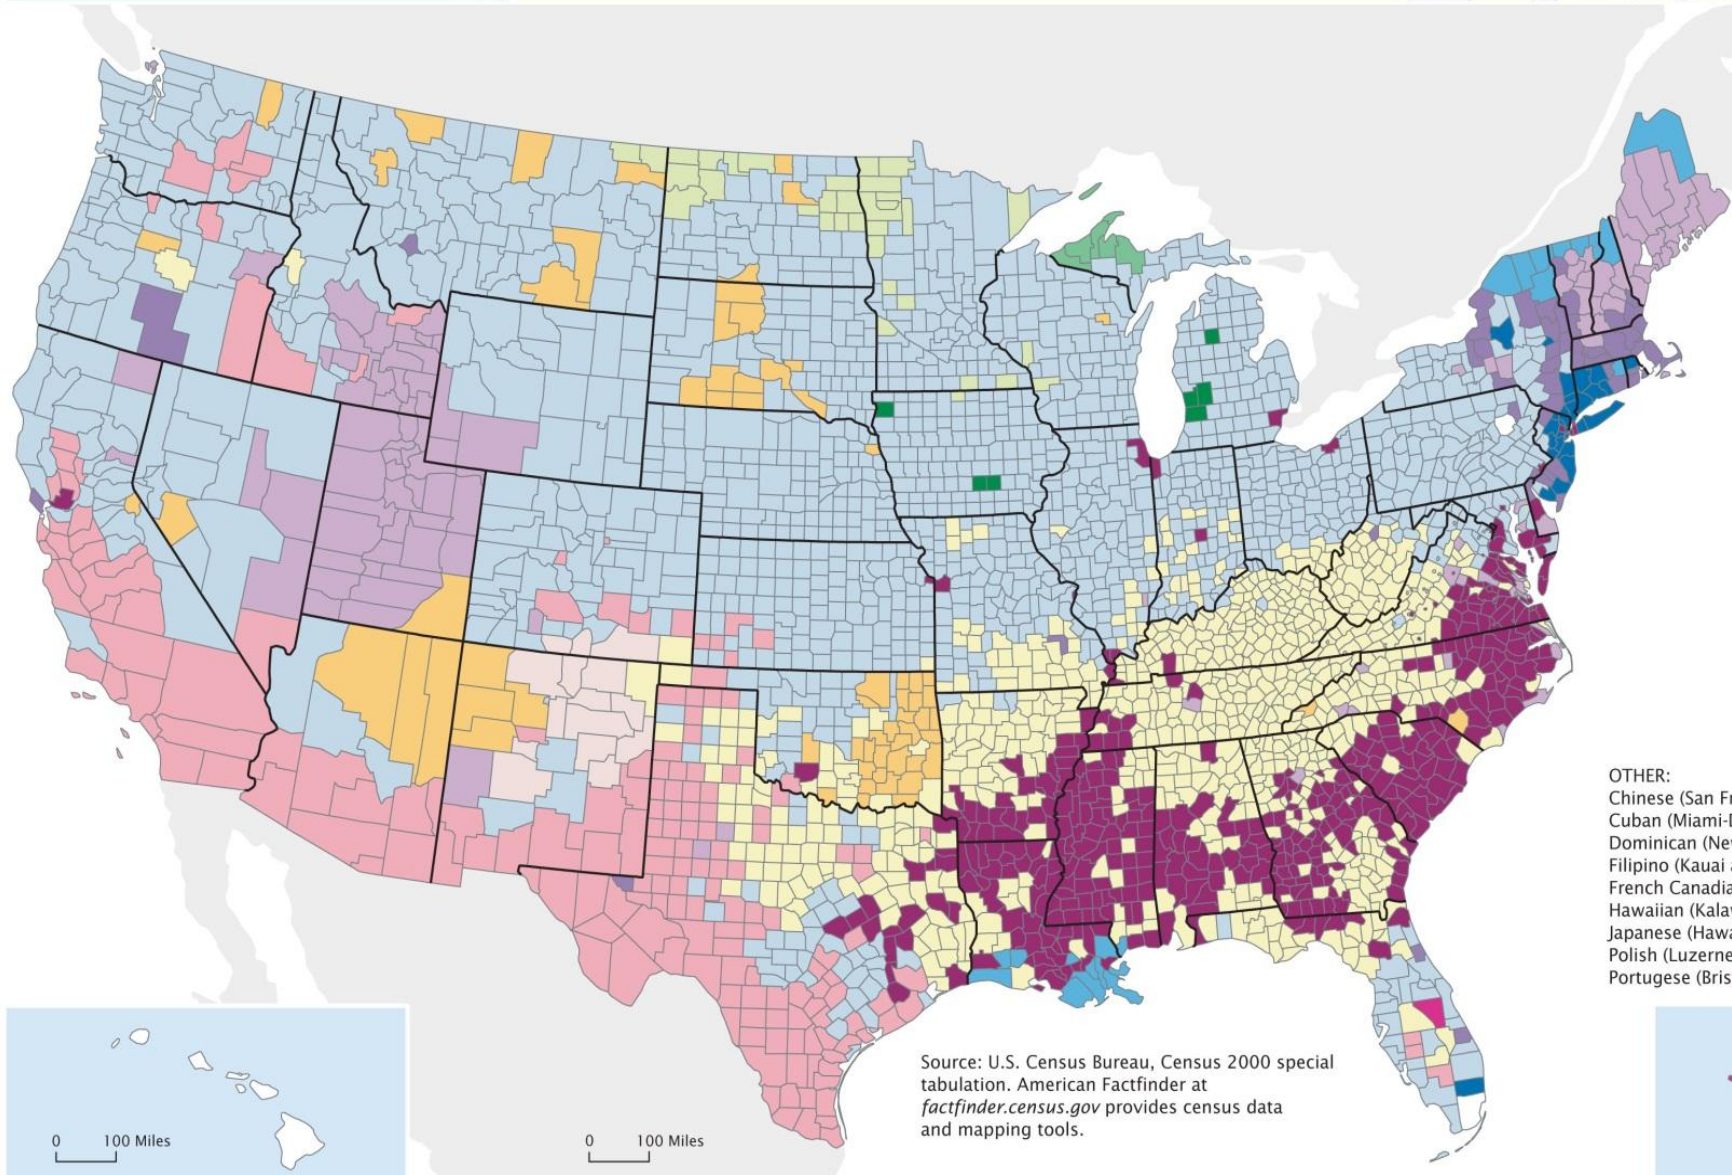 OTHER:
Chinese (San Fr
Cuban (Miami-D
Dominican (Ne
Filipino (Kauai a
French Canadia
Hawaiian (Kala
Japanese (Hawa
Polish (Luzerne
Portugese (Bris
Source: U.S. Census Bureau, Census 2000 special
tabulation. American Factfinder at
factfinder.census.gov provides census data
and mapping tools.
0 100 Miles
0 100 Miles